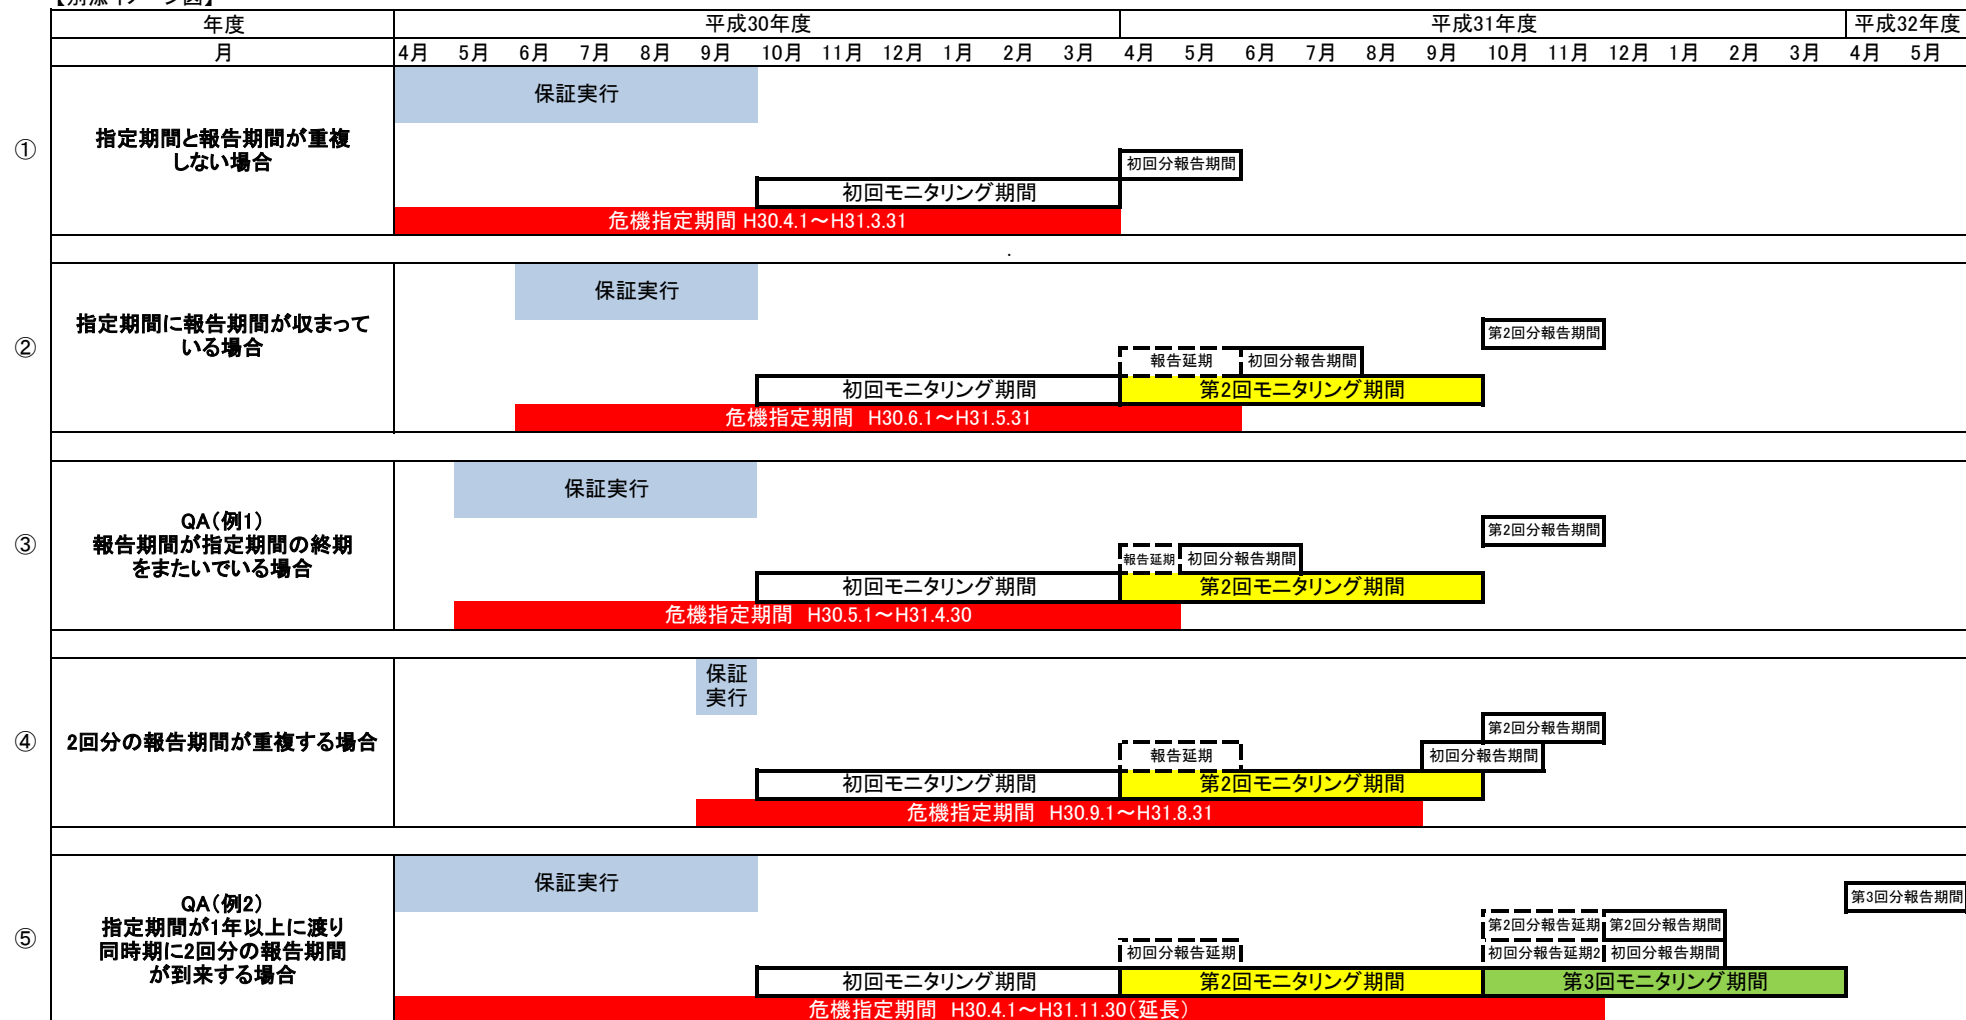 【別添イメージ図】
年度 平成30年度 平成31年度 平成32年度
月 4月 5月 6月 7月 8月 9月 10月 11月 12月 1月 2月 3月 4月 5月 6月 7月 8月 9月 10月 11月 12月 1月 2月 3月 4月 5月
①
指定期間と報告期間が重複
しない場合
保証実行
初回分報告期間
初回モニタリング期間
危機指定期間 H30.4.1～H31.3.31
②
指定期間に報告期間が収まって
いる場合
保証実行
第2回分報告期間
報告延期 初回分報告期間
初回モニタリング期間 第2回モニタリング期間
危機指定期間 H30.6.1～H31.5.31
③
QA（例1）
報告期間が指定期間の終期
をまたいでいる場合
保証実行
第2回分報告期間
報告延期 初回分報告期間
初回モニタリング期間 第2回モニタリング期間
危機指定期間 H30.5.1～H31.4.30
④
2回分の報告期間が重複する場合
保証
実行
第2回分報告期間
報告延期 初回分報告期間
初回モニタリング期間 第2回モニタリング期間
危機指定期間 H30.9.1～H31.8.31
⑤
QA（例2）
指定期間が1年以上に渡り
同時期に2回分の報告期間
が到来する場合
保証実行
第3回分報告期間
第2回分報告延期 第2回分報告期間
初回分報告延期 初回分報告延期2 初回分報告期間
初回モニタリング期間 第2回モニタリング期間 第3回モニタリング期間
危機指定期間 H30.4.1～H31.11.30（延長）